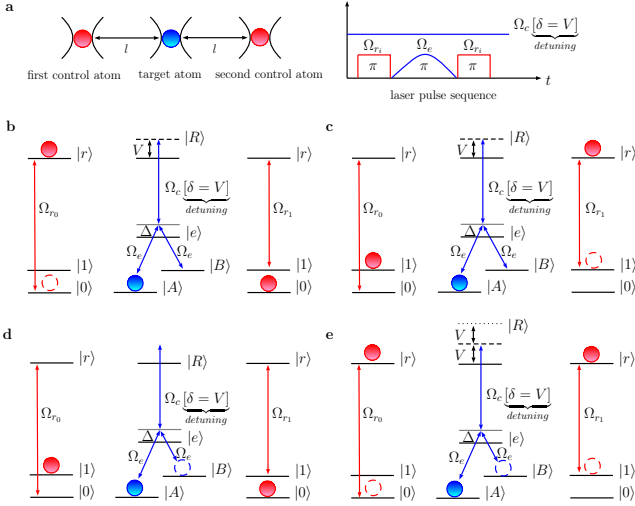 a
l
l
first control atom
target atom
second control atom
Ω_c [δ = V]
detuning
Ω_{r_i}
Ω_e
Ω_{r_i}
π
π
π
t
laser pulse sequence
b
|r⟩
Ω_{r_0}
|1⟩
|0⟩
|R⟩
V
Ω_c [δ = V]
detuning
Δ
|e⟩
Ω_e
Ω_e
|B⟩
|A⟩
|r⟩
Ω_{r_1}
|1⟩
|0⟩
c
|r⟩
Ω_{r_0}
|1⟩
|0⟩
|R⟩
V
Ω_c [δ = V]
detuning
Δ
|e⟩
Ω_e
Ω_e
|B⟩
|A⟩
|r⟩
Ω_{r_1}
|1⟩
|0⟩
d
|r⟩
Ω_{r_0}
|1⟩
|0⟩
|R⟩
Ω_c [δ = V]
detuning
Δ
|e⟩
Ω_e
Ω_e
|B⟩
|A⟩
|r⟩
Ω_{r_1}
|1⟩
|0⟩
e
|r⟩
Ω_{r_0}
|1⟩
|0⟩
|R⟩
V
V
Ω_c [δ = V]
detuning
Δ
|e⟩
Ω_e
Ω_e
|B⟩
|A⟩
|r⟩
Ω_{r_1}
|1⟩
|0⟩